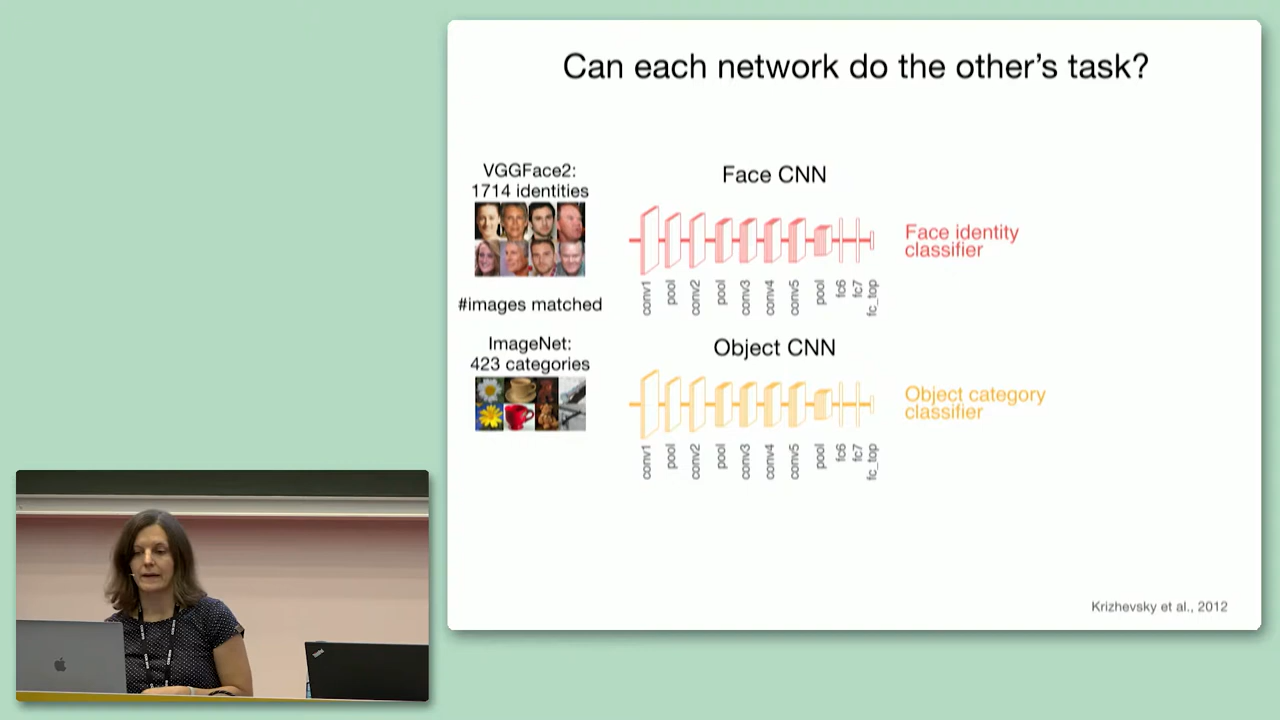 Can each network do the other's task?
VGGFace2:
1714 identities
Face CNN
Face identity
classifier
conv1
pool
conv2
pool
conv3
conv4
conv5
pool
fc6
fc7
fc_top
#images matched
ImageNet:
423 categories
Object CNN
Object category
classifier
conv1
pool
conv2
pool
conv3
conv4
conv5
pool
fc6
fc7
fc_top
Krizhevsky et al., 2012